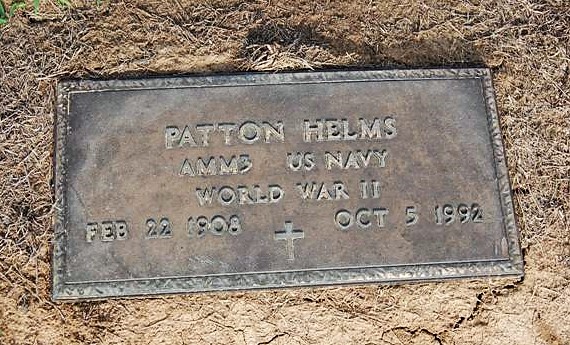 PATTON HELMS
AMM3 US NAVY
WORLD WAR II
FEB 22 1908 OCT 5 1992